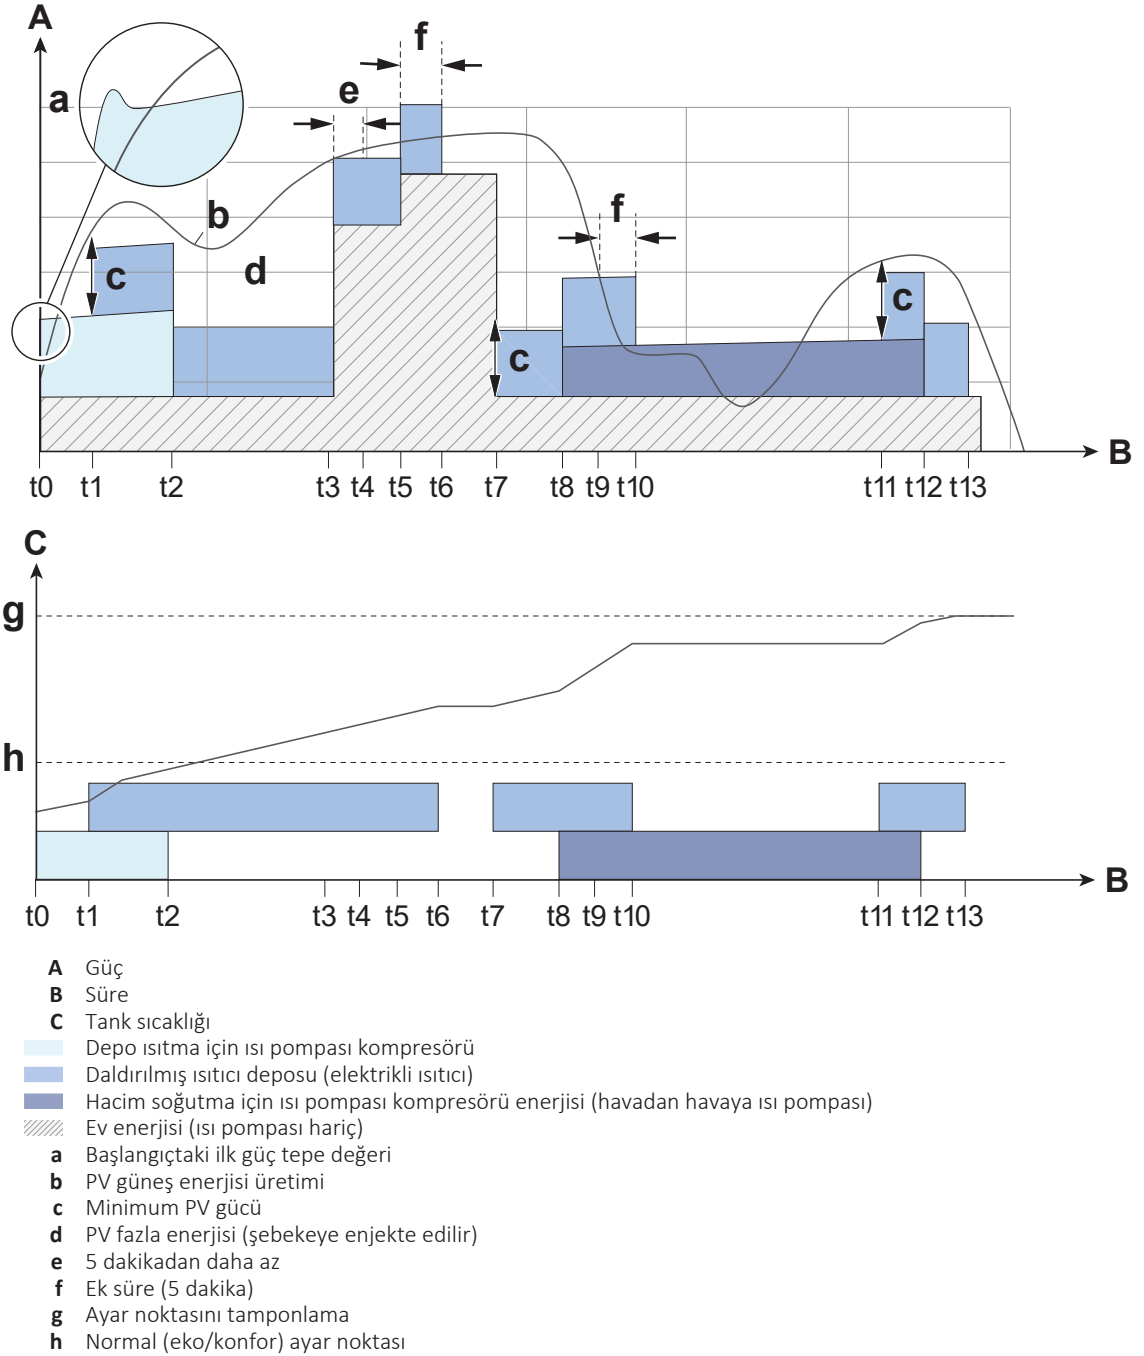 A
f
e
a
b
d
f
c
c
c
B
t0 t1 t2 t3 t4 t5 t6 t7 t8 t9 t10 t11 t12 t13
C
g
h
B
t0 t1 t2 t3 t4 t5 t6 t7 t8 t9 t10 t11 t12 t13
A Güç
B Süre
C Tank sıcaklığı
Depo ısıtma için ısı pompası kompresörü
Daldırılmış ısıtıcı deposu (elektrikli ısıtıcı)
Hacim soğutma için ısı pompası kompresörü enerjisi (havadan havaya ısı pompası)
Ev enerjisi (ısı pompası hariç)
a Başlangıçtaki ilk güç tepe değeri
b PV güneş enerjisi üretimi
c Minimum PV gücü
d PV fazla enerjisi (şebekeye enjekte edilir)
e 5 dakikadan daha az
f Ek süre (5 dakika)
g Ayar noktasını tamponlama
h Normal (eko/konfor) ayar noktası